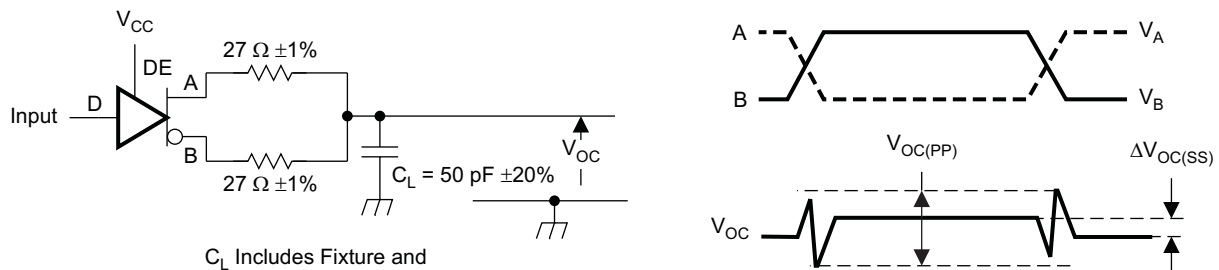 V_CC
27 Ω ±1%
DE
A
D
Input
B
27 Ω ±1%
C_L = 50 pF ±20%
V_OC
C_L Includes Fixture and
A
V_A
B
V_B
V_OC(PP)
ΔV_OC(SS)
V_OC